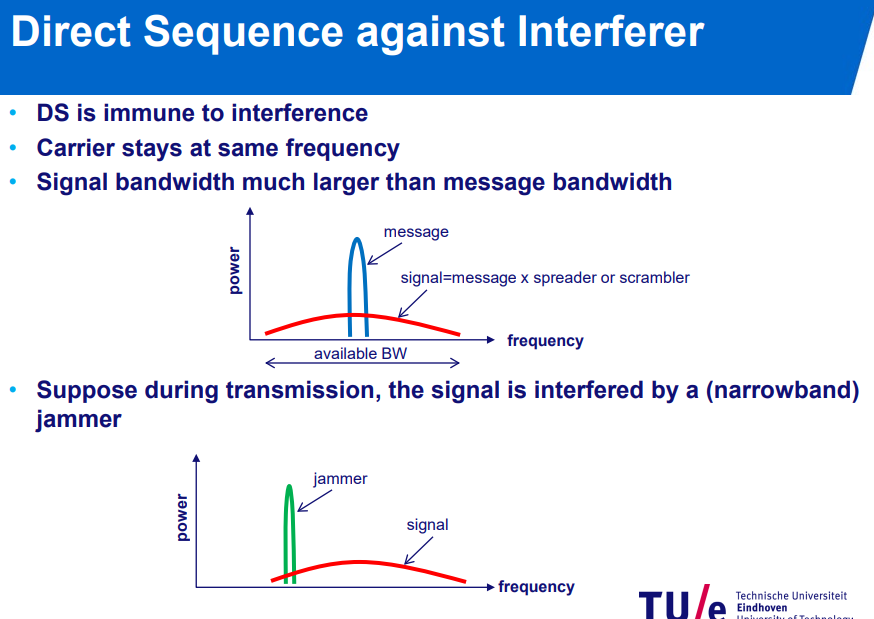 Direct Sequence against Interferer
• DS is immune to interference
• Carrier stays at same frequency
• Signal bandwidth much larger than message bandwidth
message
power
signal=message x spreader or scrambler
frequency
available BW
• Suppose during transmission, the signal is interfered by a (narrowband)
jammer
jammer
power
signal
frequency
TU/e
Technische Universiteit
Eindhoven
University of Technology